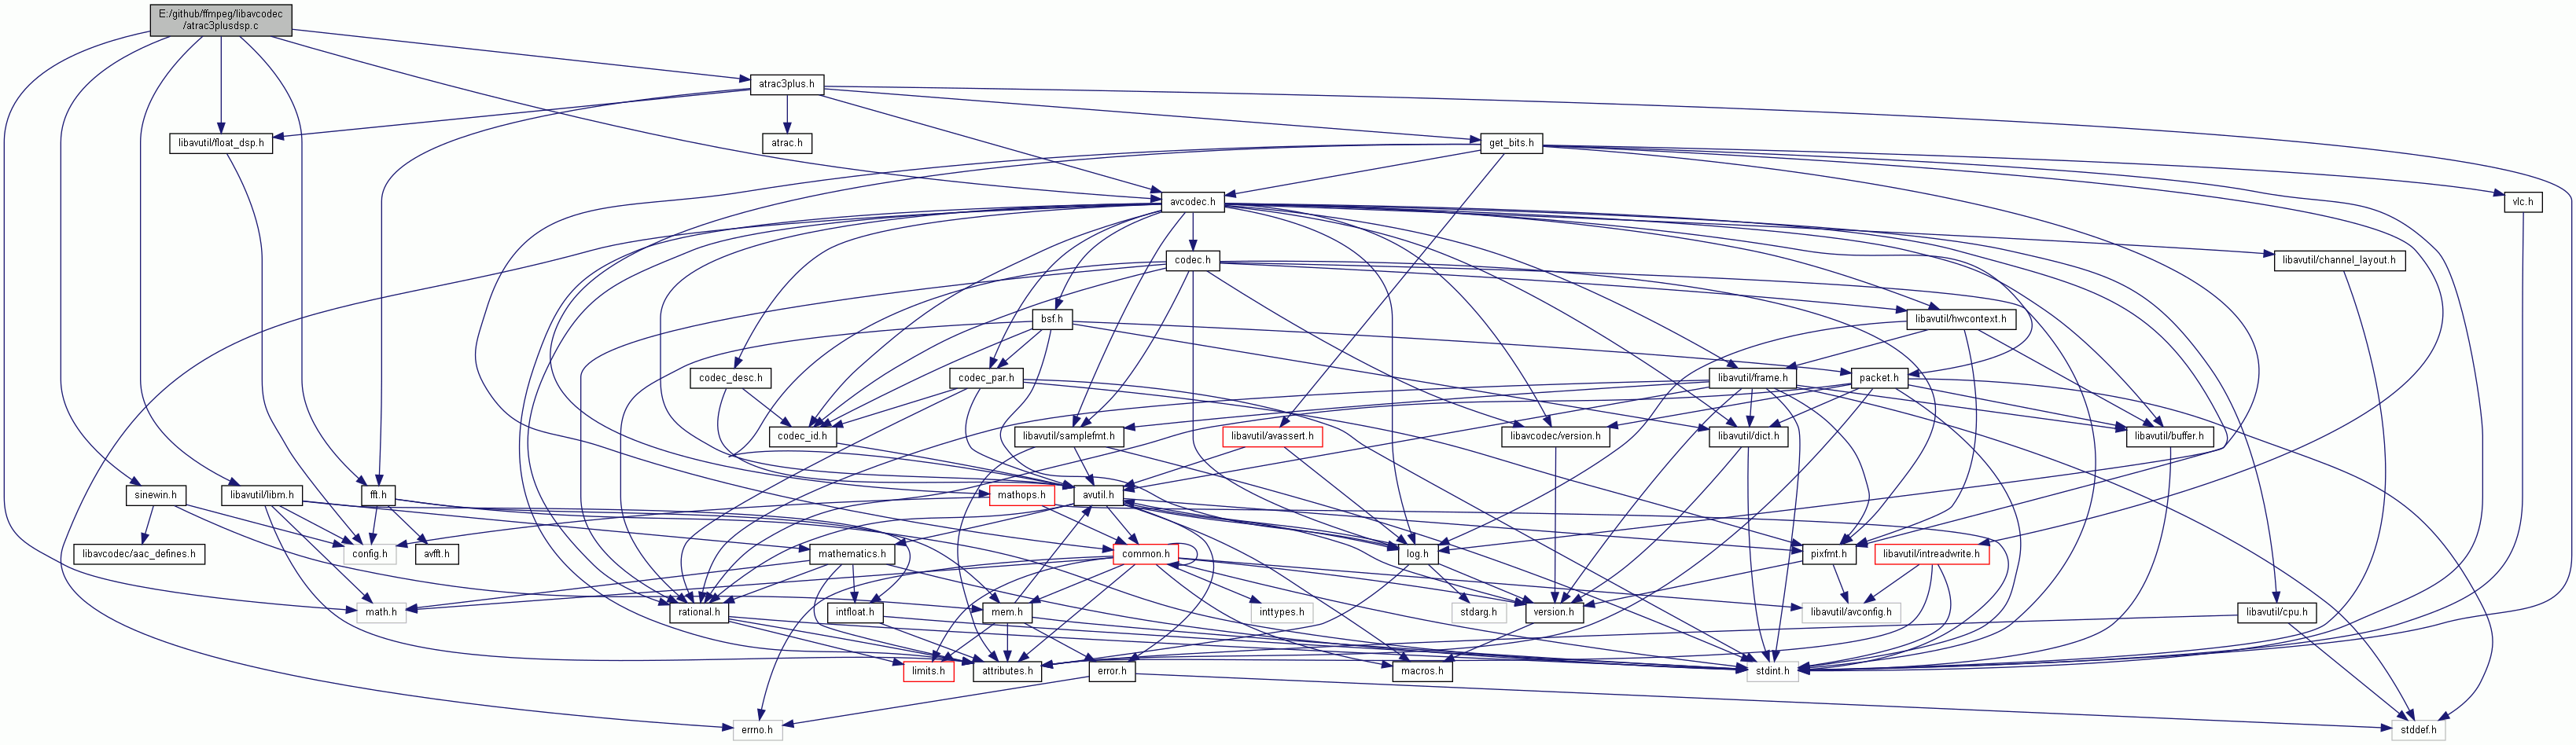 E:/github/ffmpeg/libavcodec
/atrac3plusdsp.c
atrac3plus.h
libavutil/float_dsp.h
atrac.h
get_bits.h
avcodec.h
vlc.h
codec.h
libavutil/channel_layout.h
bsf.h
libavutil/hwcontext.h
codec_desc.h
codec_par.h
libavutil/frame.h
packet.h
codec_id.h
libavutil/samplefmt.h
libavutil/avassert.h
libavcodec/version.h
libavutil/dict.h
libavutil/buffer.h
sinewin.h
libavutil/libm.h
fft.h
mathops.h
avutil.h
libavcodec/aac_defines.h
config.h
avfft.h
mathematics.h
common.h
log.h
pixfmt.h
libavutil/intreadwrite.h
math.h
rational.h
intfloat.h
mem.h
inttypes.h
stdarg.h
version.h
libavutil/avconfig.h
libavutil/cpu.h
limits.h
attributes.h
error.h
macros.h
stdint.h
errno.h
stddef.h